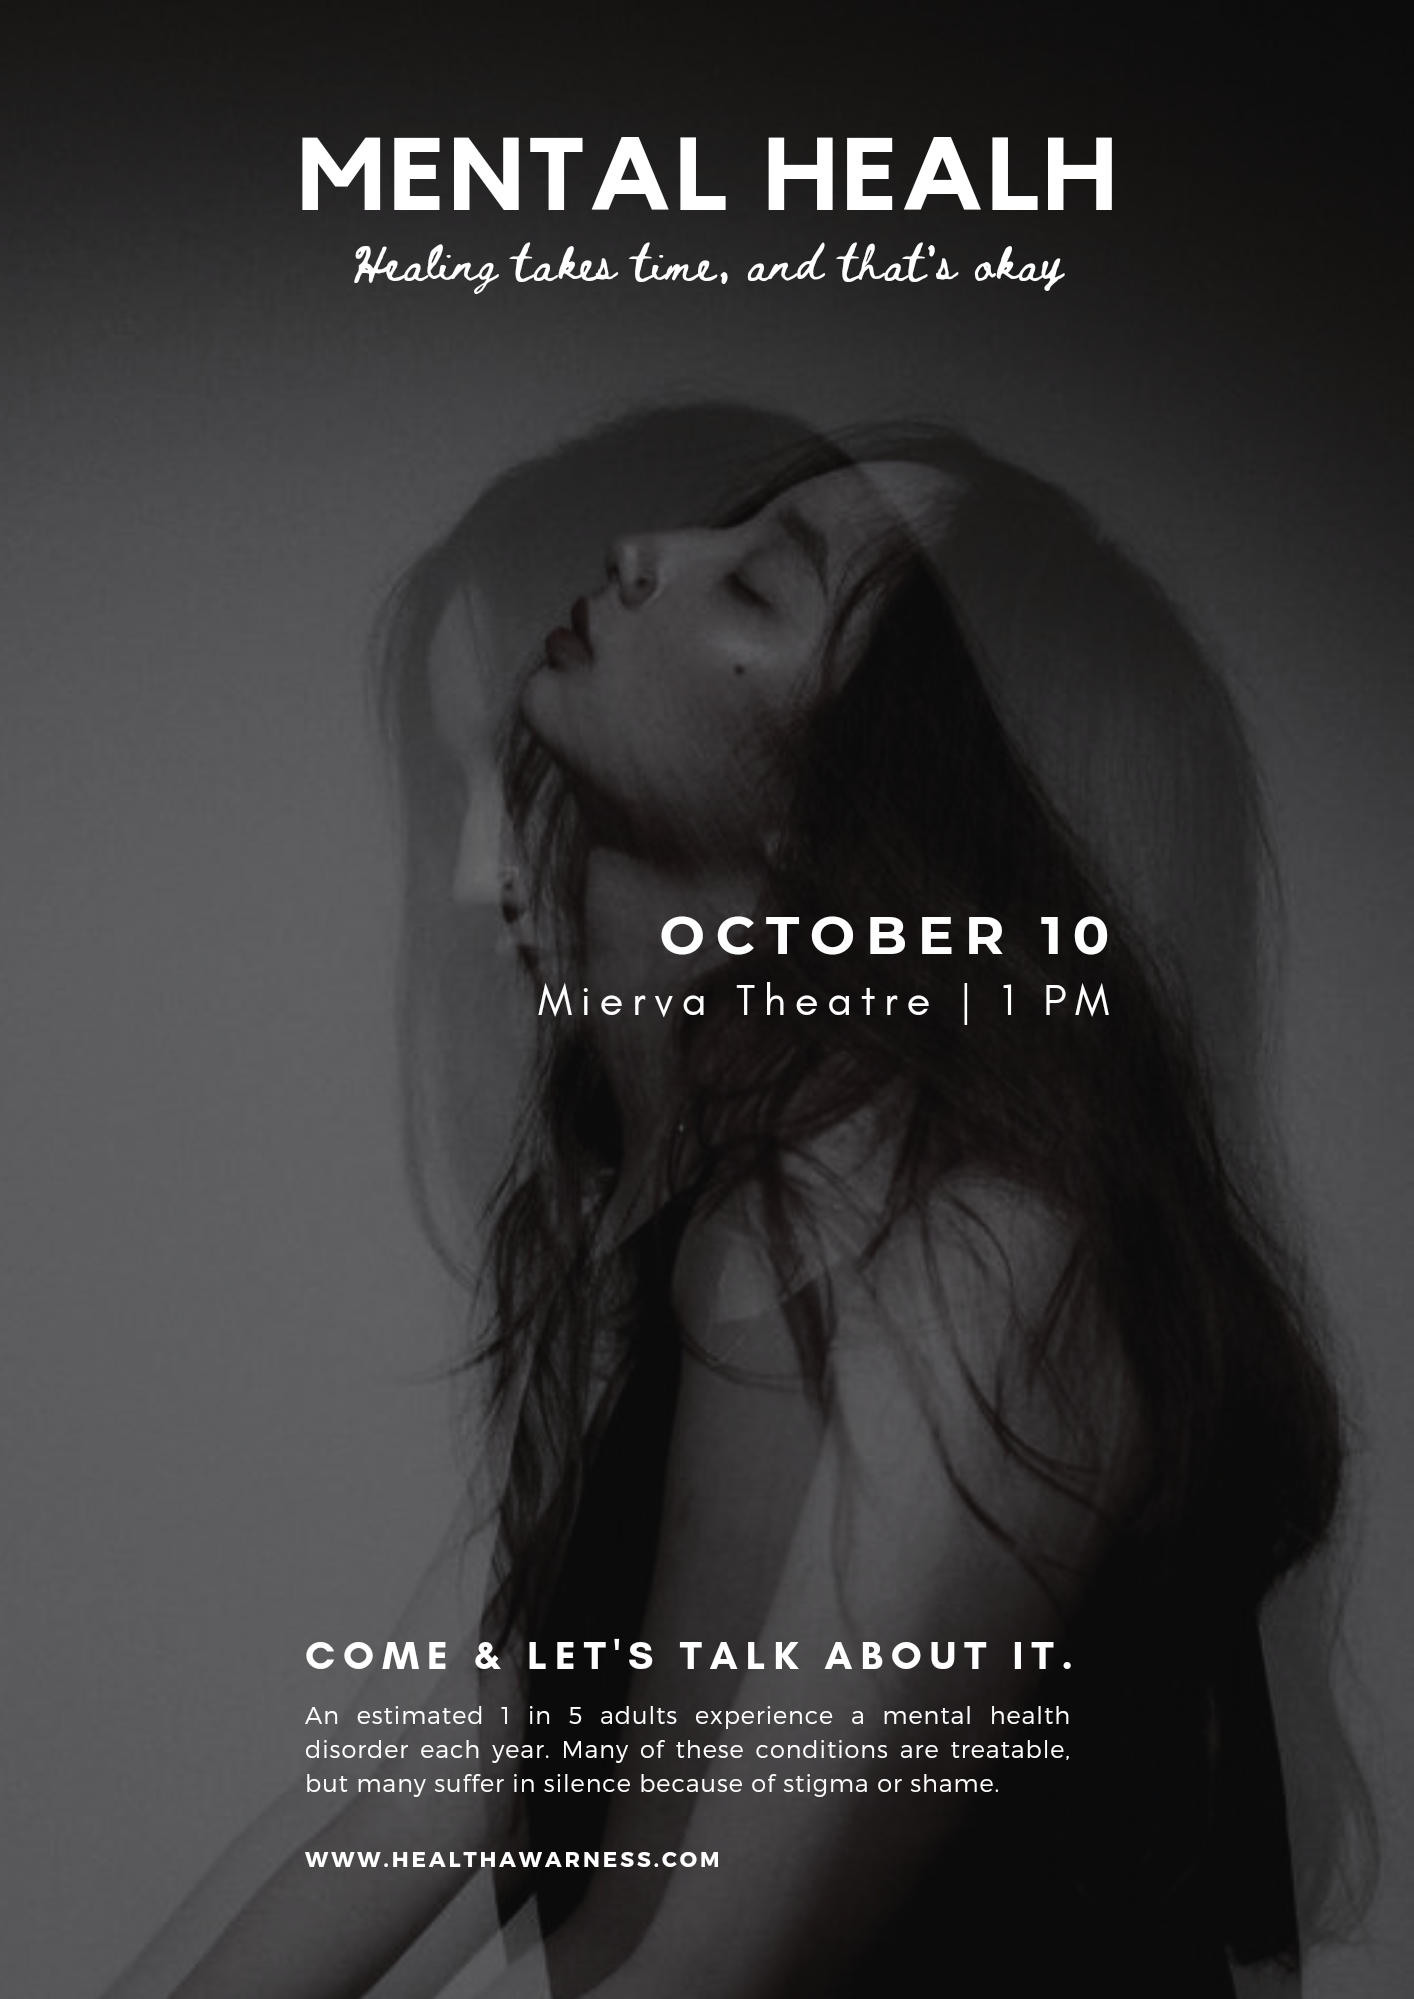 MENTAL HEALH
Healing takes time, and that's okay
OCTOBER 10
Mierva Theatre | 1 PM
COME & LET'S TALK ABOUT IT.
An estimated 1 in 5 adults experience a mental health
disorder each year. Many of these conditions are treatable,
but many suffer in silence because of stigma or shame.
WWW.HEALTHAWARNESS.COM